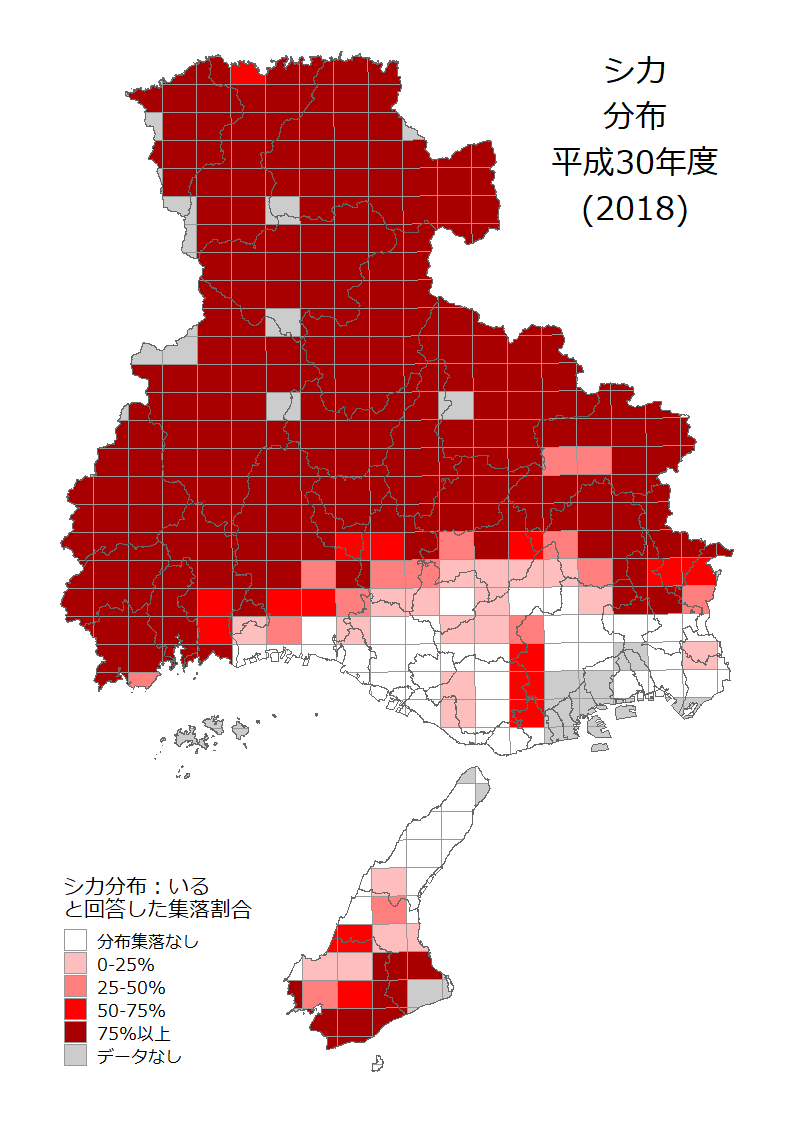 シカ
分布
平成30年度
(2018)
シカ分布：いる
と回答した集落割合
分布集落なし
0-25%
25-50%
50-75%
75%以上
データなし